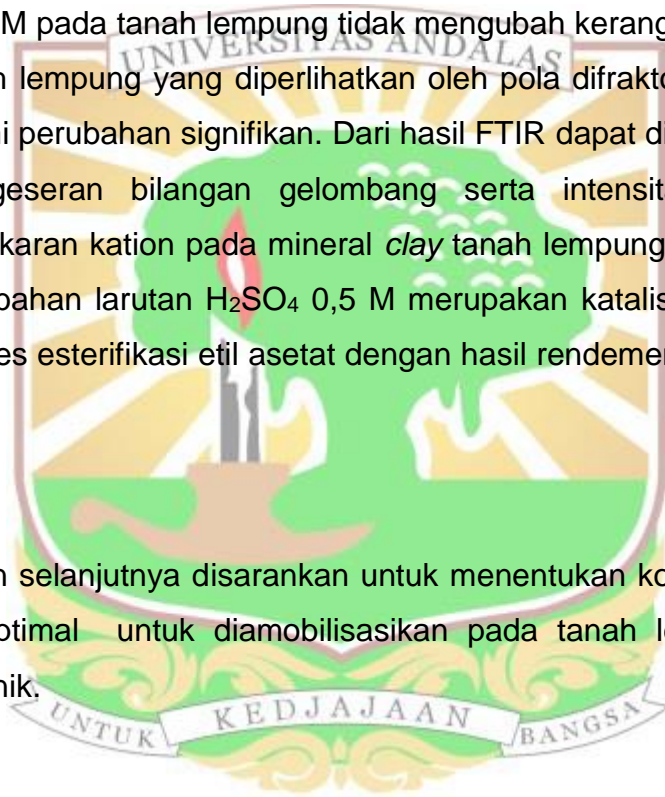 M pada tanah lempung tidak mengubah kerang
UNIVERSITAS ANDALAS
n lempung yang diperlihatkan oleh pola difrakto
ni perubahan signifikan. Dari hasil FTIR dapat di
geseran bilangan gelombang serta intensita
karan kation pada mineral clay tanah lempung
bahan larutan H₂SO₄ 0,5 M merupakan katalis
es esterifikasi etil asetat dengan hasil rendemen
n selanjutnya disarankan untuk menentukan ko
optimal untuk diamobilisasikan pada tanah le
nik.
UNTUK KEDJAJAAN BANGSA